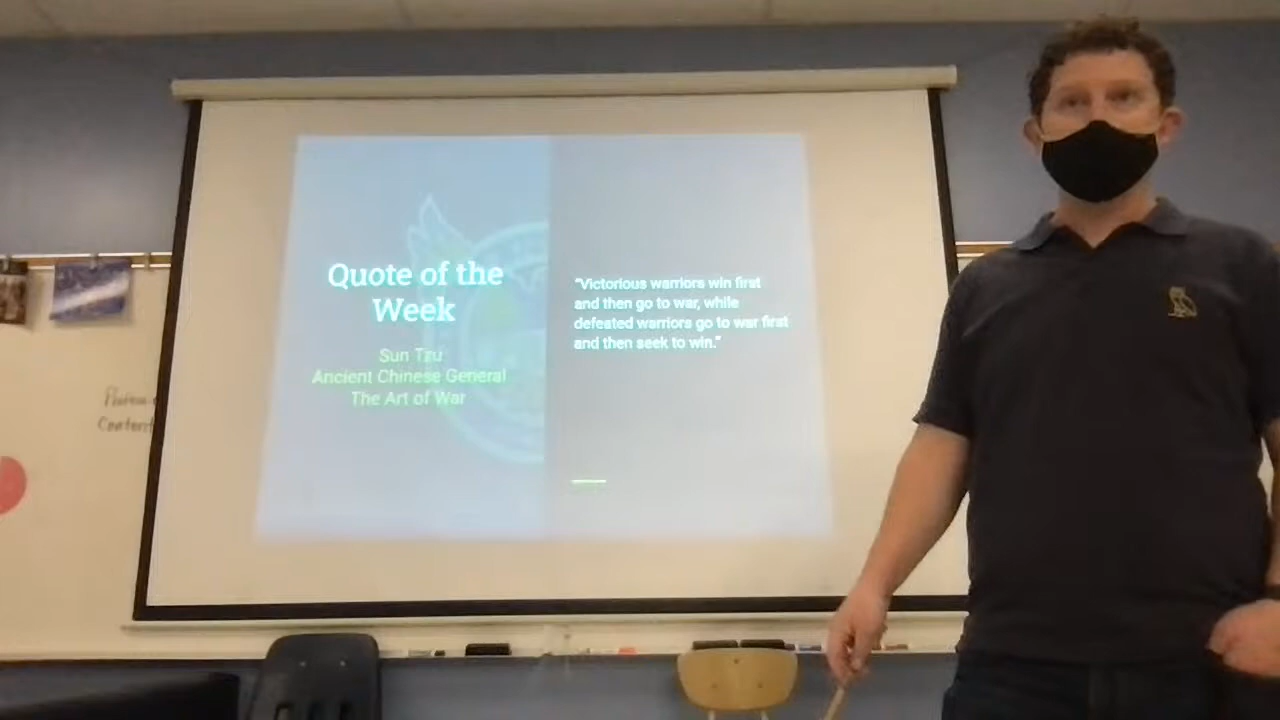 Quote of the
Week
Sun Tzu
Ancient Chinese General
The Art of War
"Victorious warriors win first
and then go to war, while
defeated warriors go to war first
and then seek to win."